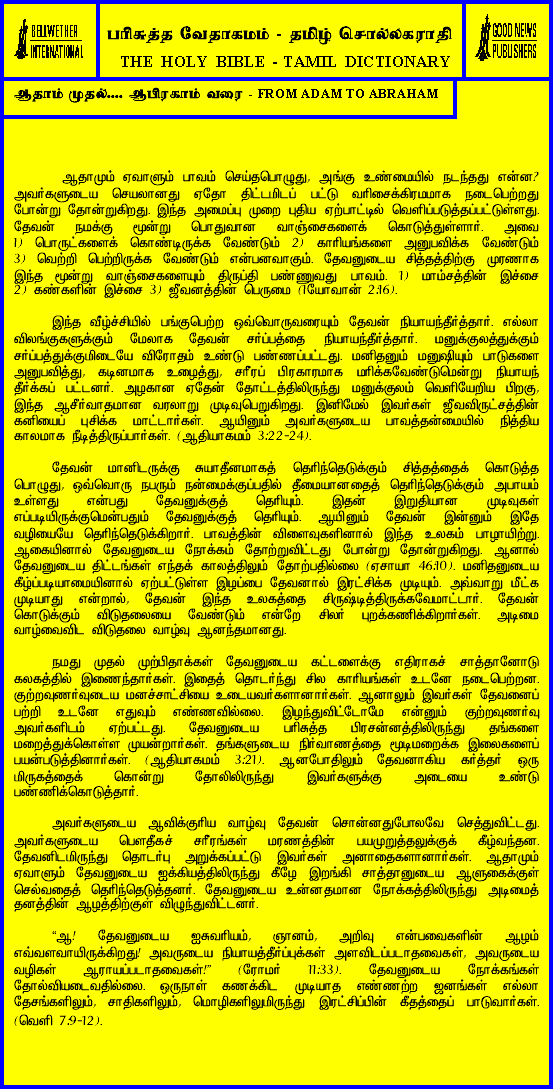 BELLWETHER
INTERNATIONAL
பரிசுத்த வேதாகமம் - தமிழ் சொல்லகராதி
THE HOLY BIBLE - TAMIL DICTIONARY
GOOD NEWS
PUBLISHERS
ஆதாம் முதல்.... ஆபிரகாம் வரை - FROM ADAM TO ABRAHAM
ஆதாமும் ஏவாளும் பாவம் செய்தபொழுது, அங்கு உண்மையில் நடந்தது என்ன?
அவர்களுடைய செயலானது ஏதோ திட்டமிடப் பட்டு வரிசைக்கிரமமாக நடைபெற்றது
போன்று தோன்றுகிறது. இந்த அமைப்பு முறை புதிய ஏற்பாட்டில் வெளிப்படுத்தப்பட்டுள்ளது.
தேவன் நமக்கு மூன்று பொதுவான வாஞ்சைகளைக் கொடுத்துள்ளார். அவை
1) பொருட்களைக் கொண்டிருக்க வேண்டும் 2) காரியங்களை அனுபவிக்க வேண்டும்
3) வெற்றி பெற்றிருக்க வேண்டும் என்பனவாகும். தேவனுடைய சித்தத்திற்கு முரணாக
இந்த மூன்று வாஞ்சைகளையும் திருப்தி பண்ணுவது பாவம். 1) மாம்சத்தின் இச்சை
2) கண்களின் இச்சை 3) ஜீவனத்தின் பெருமை (1யோவான் 2:16).
இந்த வீழ்ச்சியில் பங்குபெற்ற ஒவ்வொருவரையும் தேவன் நியாயந்தீர்த்தார். எல்லா
விலங்குகளுக்கும் மேலாக தேவன் சர்ப்பத்தை நியாயந்தீர்த்தார். மனுக்குலத்துக்கும்
சர்ப்பத்துக்குமிடையே விரோதம் உண்டு பண்ணப்பட்டது. மனிதனும் மனுஷியும் பாடுகளை
அனுபவித்து, கடினமாக உழைத்து, சரீரப் பிரகாரமாக மரிக்கவேண்டுமென்று நியாயந்
தீர்க்கப் பட்டனர். அழகான ஏதேன் தோட்டத்திலிருந்து மனுக்குலம் வெளியேறிய பிறகு,
இந்த ஆசீர்வாதமான வரலாறு முடிவுபெறுகிறது. இனிமேல் இவர்கள் ஜீவவிருட்சத்தின்
கனியைப் புசிக்க மாட்டார்கள். ஆயினும் அவர்களுடைய பாவத்தன்மையில் நித்திய
காலமாக நீடித்திருப்பார்கள். (ஆதியாகமம் 3:22-24).
தேவன் மானிடருக்கு சுயாதீனமாகத் தெரிந்தெடுக்கும் சித்தத்தைக் கொடுத்த
பொழுது, ஒவ்வொரு நபரும் நன்மைக்குப்பதில் தீமையானதைத் தெரிந்தெடுக்கும் அபாயம்
உள்ளது என்பது தேவனுக்குத் தெரியும். இதன் இறுதியான முடிவுகள்
எப்படியிருக்குமென்பதும் தேவனுக்குத் தெரியும். ஆயினும் தேவன் இன்னும் இதே
வழியையே தெரிந்தெடுக்கிறார். பாவத்தின் விளைவுகளினால் இந்த உலகம் பாழாயிற்று.
ஆகையினால் தேவனுடைய நோக்கம் தோற்றுவிட்டது போன்று தோன்றுகிறது. ஆனால்
தேவனுடைய திட்டங்கள் எந்தக் காலத்திலும் தோற்பதில்லை (ஏசாயா 46:10). மனிதனுடைய
கீழ்ப்படியாமையினால் ஏற்பட்டுள்ள இழப்பை தேவனால் இரட்சிக்க முடியும். அவ்வாறு மீட்க
முடியாது என்றால், தேவன் இந்த உலகத்தை சிருஷ்டித்திருக்கவேமாட்டார். தேவன்
கொடுக்கும் விடுதலையை வேண்டும் என்றே சிலர் புறக்கணிக்கிறார்கள். அடிமை
வாழ்வைவிட விடுதலை வாழ்வு ஆனந்தமானது.
நமது முதல் முற்பிதாக்கள் தேவனுடைய கட்டளைக்கு எதிராகச் சாத்தானோடு
கலகத்தில் இணைந்தார்கள். இதைத் தொடர்ந்து சில காரியங்கள் உடனே நடைபெற்றன.
குற்றவுணர்வுடைய மனச்சாட்சியை உடையவர்களானார்கள். ஆனாலும் இவர்கள் தேவனைப்
பற்றி உடனே எதுவும் எண்ணவில்லை. இழந்துவிட்டோமே என்னும் குற்றவுணர்வு
அவர்களிடம் ஏற்பட்டது. தேவனுடைய பரிசுத்த பிரசன்னத்திலிருந்து தங்களை
மறைத்துக்கொள்ள முயன்றார்கள். தங்களுடைய நிர்வாணத்தை மூடிமறைக்க இலைகளைப்
பயன்படுத்தினார்கள். (ஆதியாகமம் 3:21). ஆனபோதிலும் தேவனாகிய கர்த்தர் ஒரு
மிருகத்தைக் கொன்று தோலிலிருந்து இவர்களுக்கு அடையை உண்டு
பண்ணிக்கொடுத்தார்.
அவர்களுடைய ஆவிக்குரிய வாழ்வு தேவன் சொன்னதுபோலவே செத்துவிட்டது.
அவர்களுடைய பௌதீகச் சரீரங்கள் மரணத்தின் பயமுறுத்தலுக்குக் கீழ்வந்தன.
தேவனிடமிருந்து தொடர்பு அறுக்கப்பட்டு இவர்கள் அனாதைகளானார்கள். ஆதாமும்
ஏவாளும் தேவனுடைய ஐக்கியத்திலிருந்து கீழே இறங்கி சாத்தானுடைய ஆளுகைக்குள்
செல்வதைத் தெரிந்தெடுத்தனர். தேவனுடைய உன்னதமான நோக்கத்திலிருந்து அடிமைத்
தனத்தின் ஆழத்திற்குள் விழுந்துவிட்டனர்.
“ஆ! தேவனுடைய ஐசுவரியம், ஞானம், அறிவு என்பவைகளின் ஆழம்
எவ்வளவாயிருக்கிறது! அவருடைய நியாயத்தீர்ப்புக்கள் அளவிடப்படாதவைகள், அவருடைய
வழிகள் ஆராயப்படாதவைகள்!” (ரோமர் 11:33). தேவனுடைய நோக்கங்கள்
தோல்வியடைவதில்லை. ஒருநாள் கணக்கிட முடியாத எண்ணற்ற ஜனங்கள் எல்லா
தேசங்களிலும், சாதிகளிலும், மொழிகளிலுமிருந்து இரட்சிப்பின் கீதத்தைப் பாடுவார்கள்.
(வெளி 7:9-12).